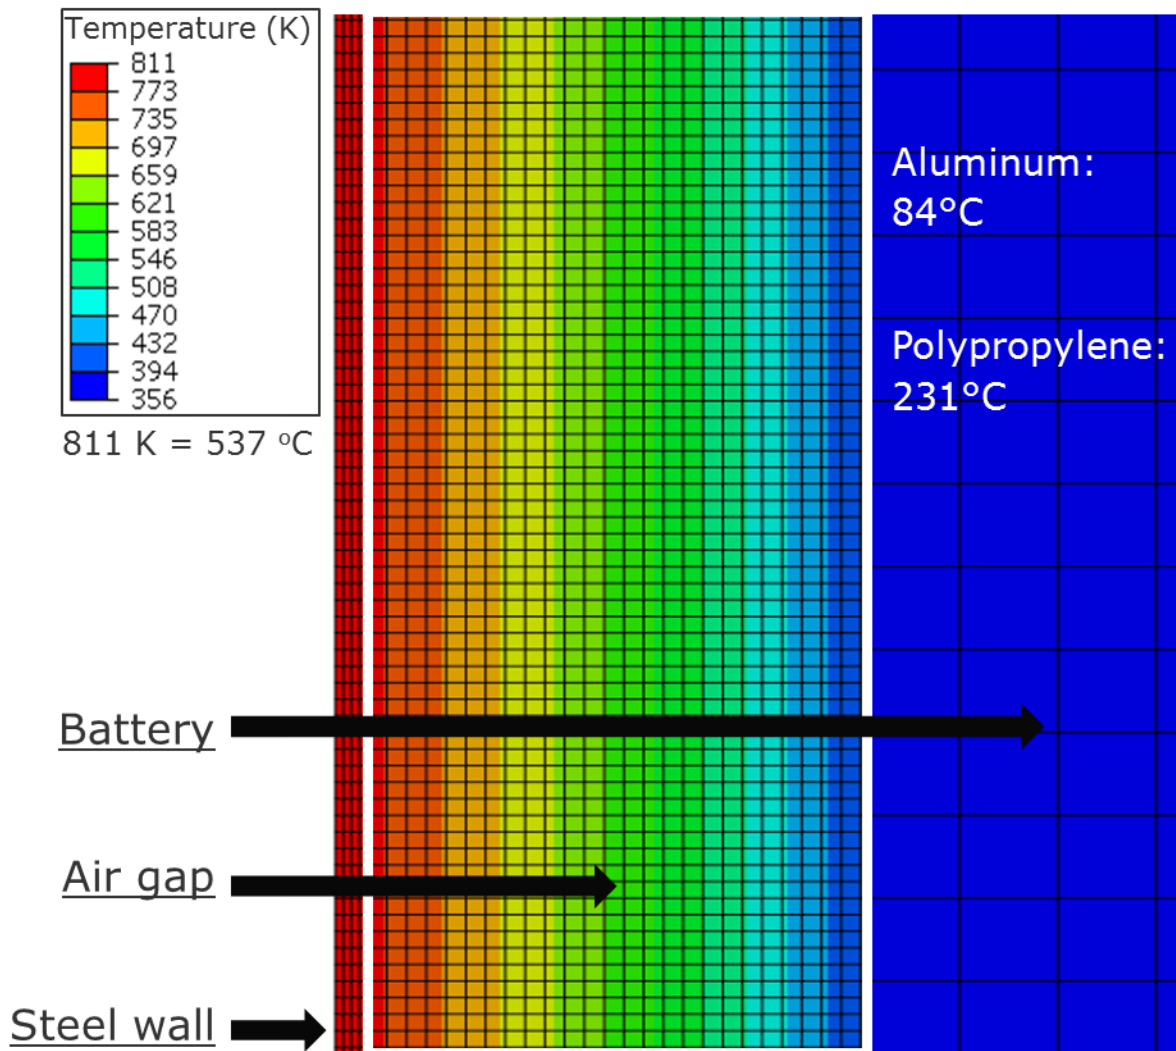 Temperature (K)
811
773
735
697
659
621
583
546
508
470
432
394
356
811 K = 537 °C
Aluminum:
84°C
Polypropylene:
231°C
Battery
Air gap
Steel wall